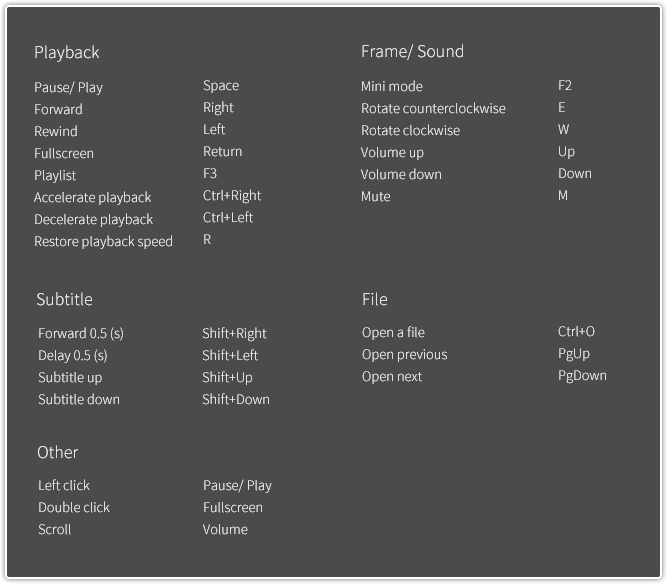 Playback
Pause/ Play Space
Forward Right
Rewind Left
Fullscreen Return
Playlist F3
Accelerate playback Ctrl+Right
Decelerate playback Ctrl+Left
Restore playback speed R
Frame/ Sound
Mini mode F2
Rotate counterclockwise E
Rotate clockwise W
Volume up Up
Volume down Down
Mute M
Subtitle
Forward 0.5 (s) Shift+Right
Delay 0.5 (s) Shift+Left
Subtitle up Shift+Up
Subtitle down Shift+Down
File
Open a file Ctrl+O
Open previous PgUp
Open next PgDown
Other
Left click Pause/ Play
Double click Fullscreen
Scroll Volume